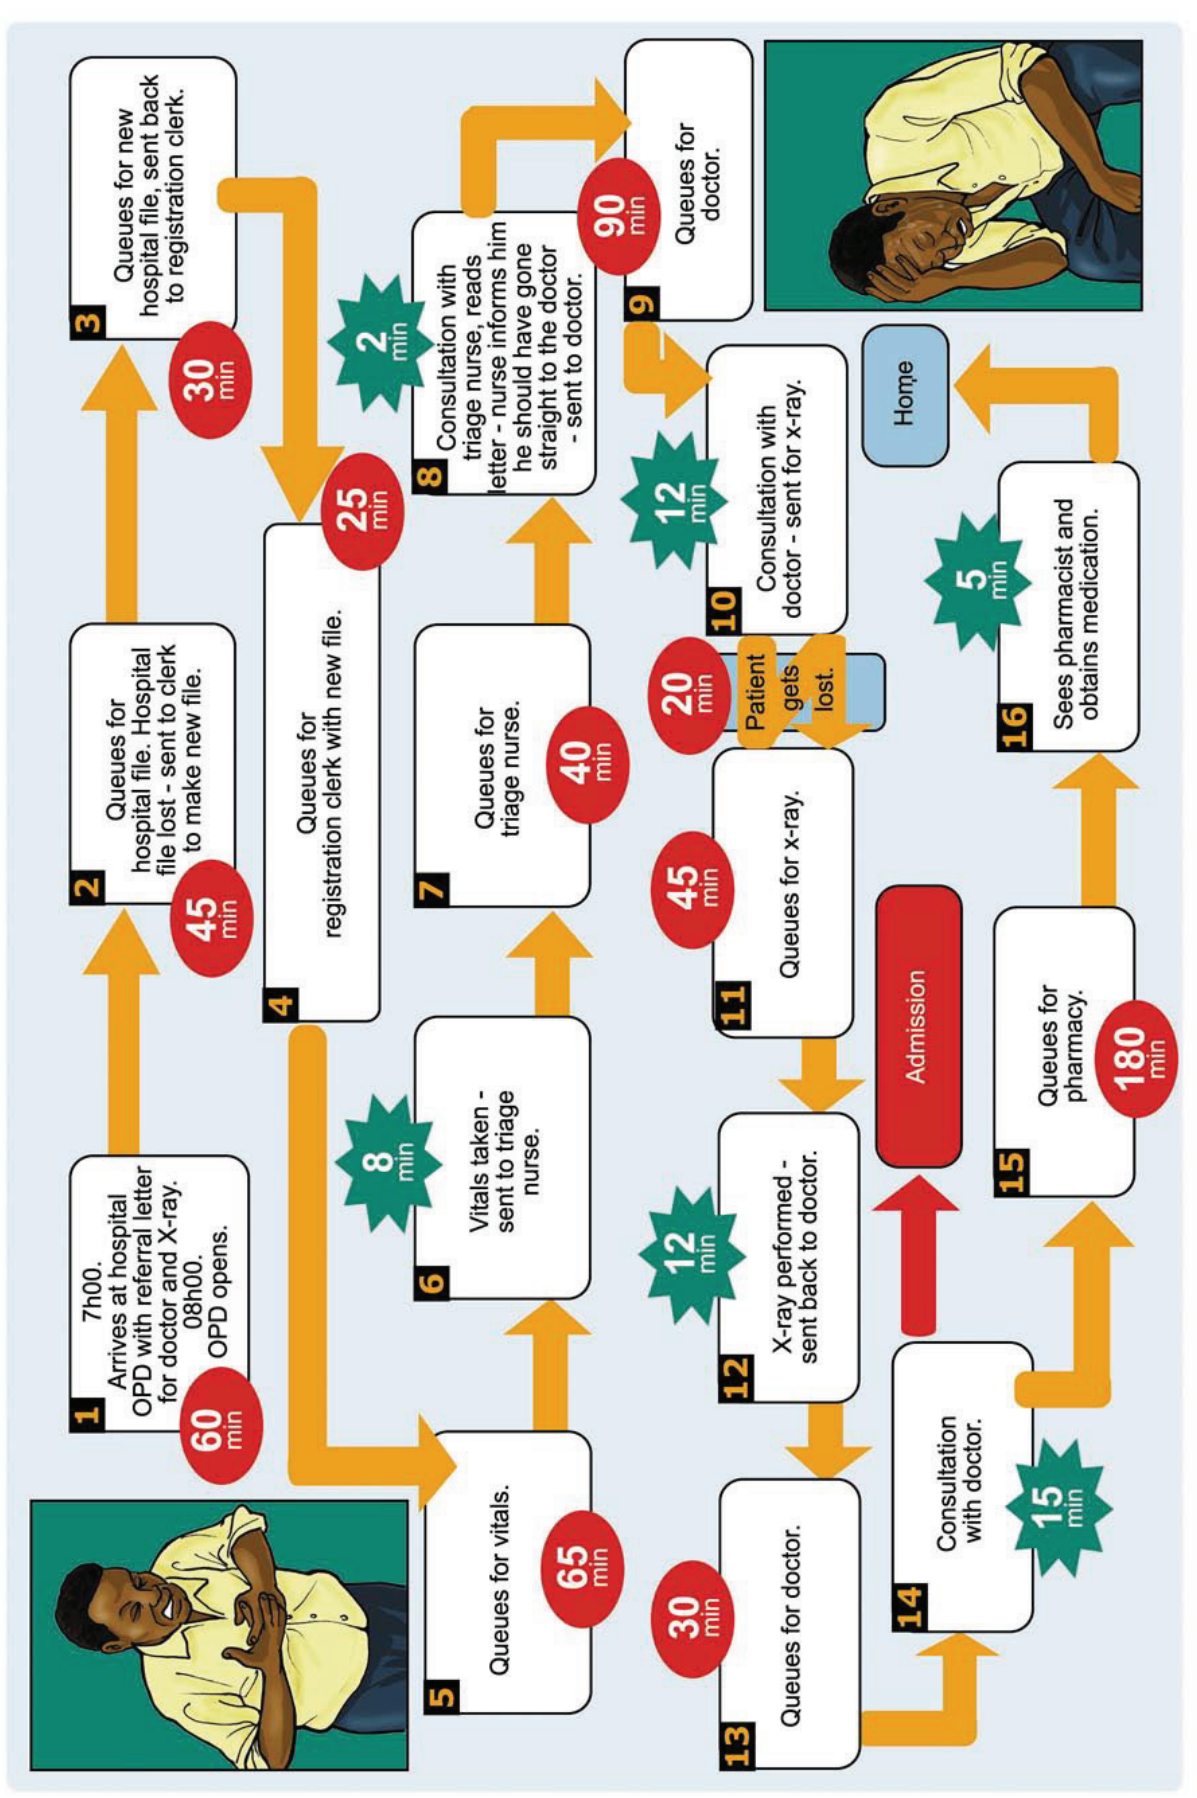 1
7h00.
Arrives at hospital
OPD with referral letter
for doctor and X-ray.
08h00.
OPD opens.
60
min
2
Queues for
hospital file. Hospital
file lost - sent to clerk
to make new file.
45
min
3
Queues for new
hospital file, sent back
to registration clerk.
30
min
4
Queues for
registration clerk with new file.
25
min
5
Queues for vitals.
65
min
6
Vitals taken -
sent to triage
nurse.
8
min
7
Queues for
triage nurse.
40
min
8
Consultation with
triage nurse, reads
letter - nurse informs him
he should have gone
straight to the doctor
- sent to doctor.
2
min
9
Queues for
doctor.
90
min
10
Consultation with
doctor - sent for x-ray.
12
min
Patient
gets
lost.
20
min
11
Queues for x-ray.
45
min
12
X-ray performed -
sent back to doctor.
12
min
13
Queues for doctor.
30
min
14
Consultation
with doctor.
15
min
Admission
15
Queues for
pharmacy.
180
min
16
Sees pharmacist and
obtains medication.
5
min
Home